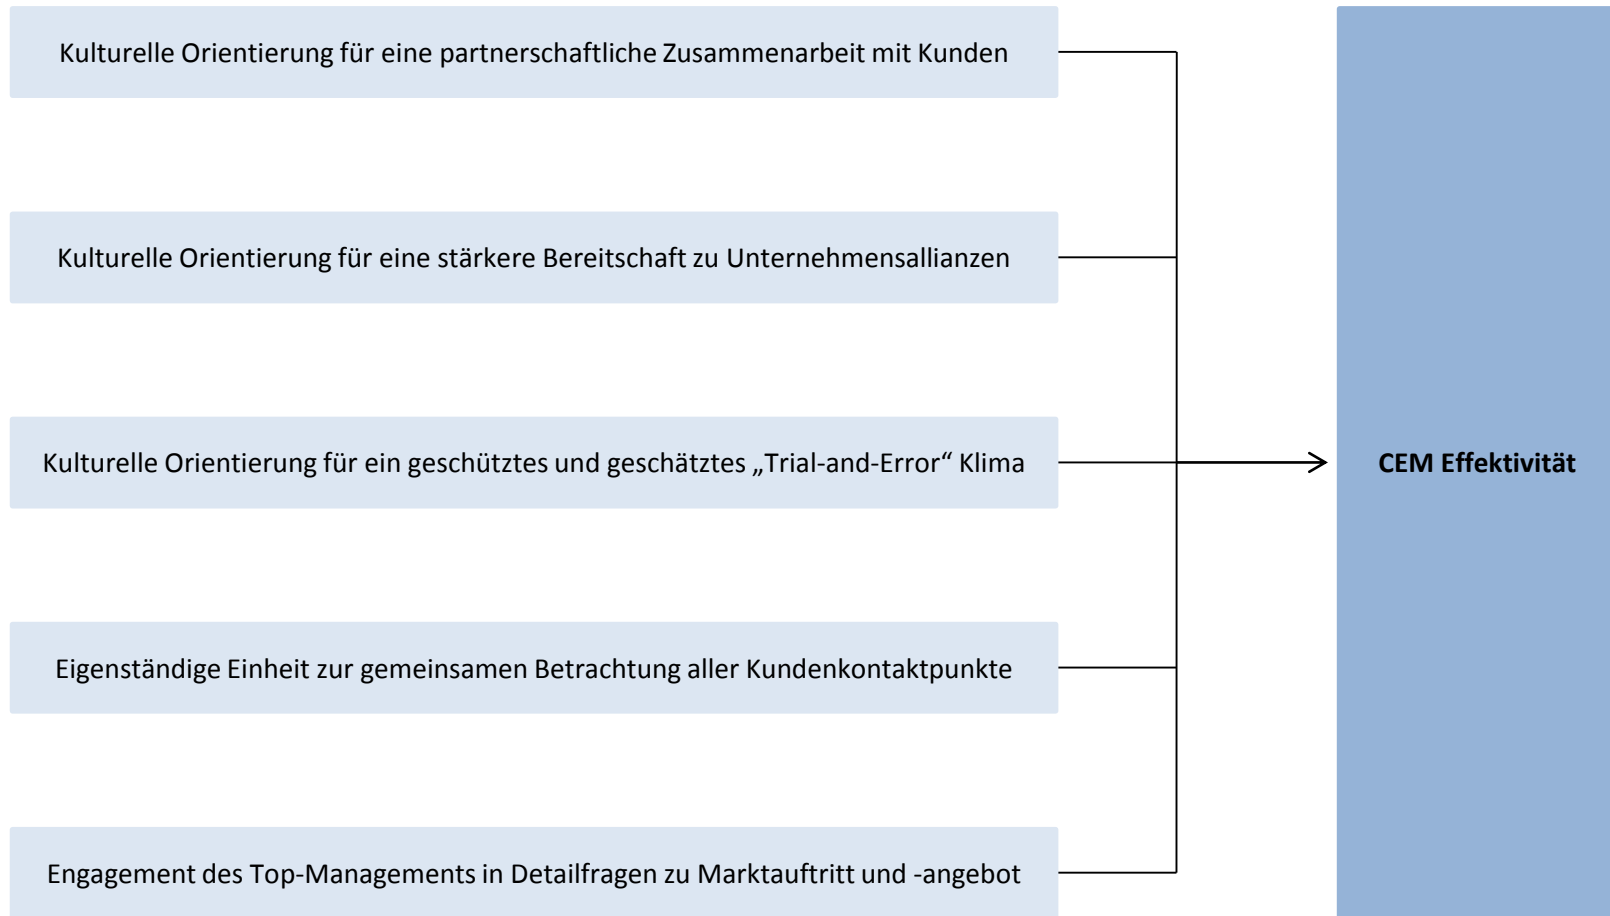 Kulturelle Orientierung für eine partnerschaftliche Zusammenarbeit mit Kunden
Kulturelle Orientierung für eine stärkere Bereitschaft zu Unternehmensallianzen
Kulturelle Orientierung für ein geschütztes und geschätztes „Trial-and-Error“ Klima
CEM Effektivität
Eigenständige Einheit zur gemeinsamen Betrachtung aller Kundenkontaktpunkte
Engagement des Top-Managements in Detailfragen zu Marktauftritt und -angebot